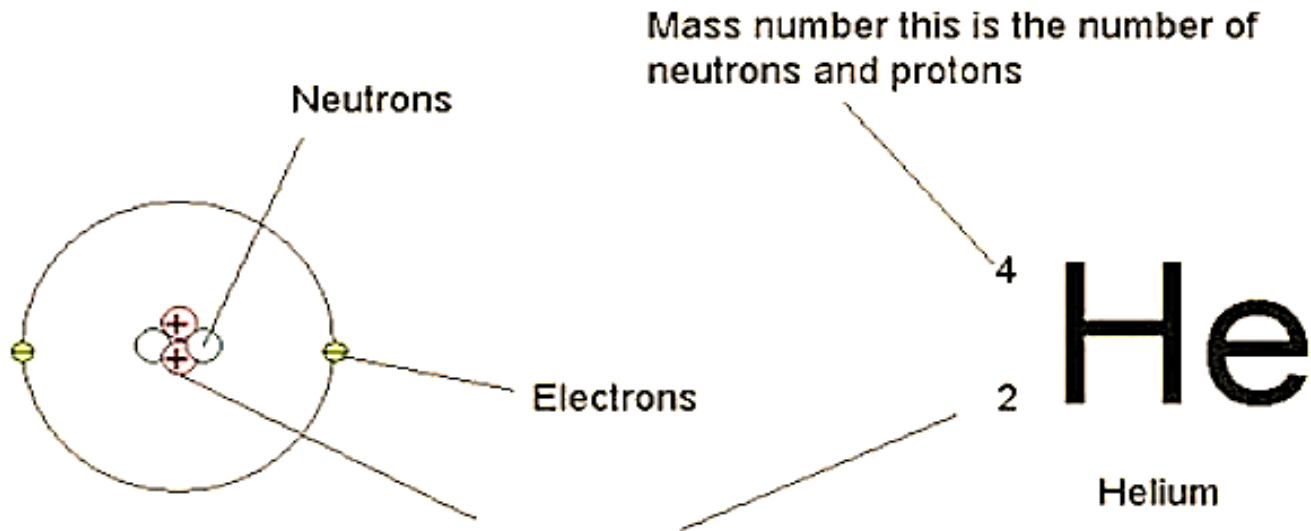 Mass number this is the number of
neutrons and protons
Neutrons
4
He
2
Electrons
Helium
+
+